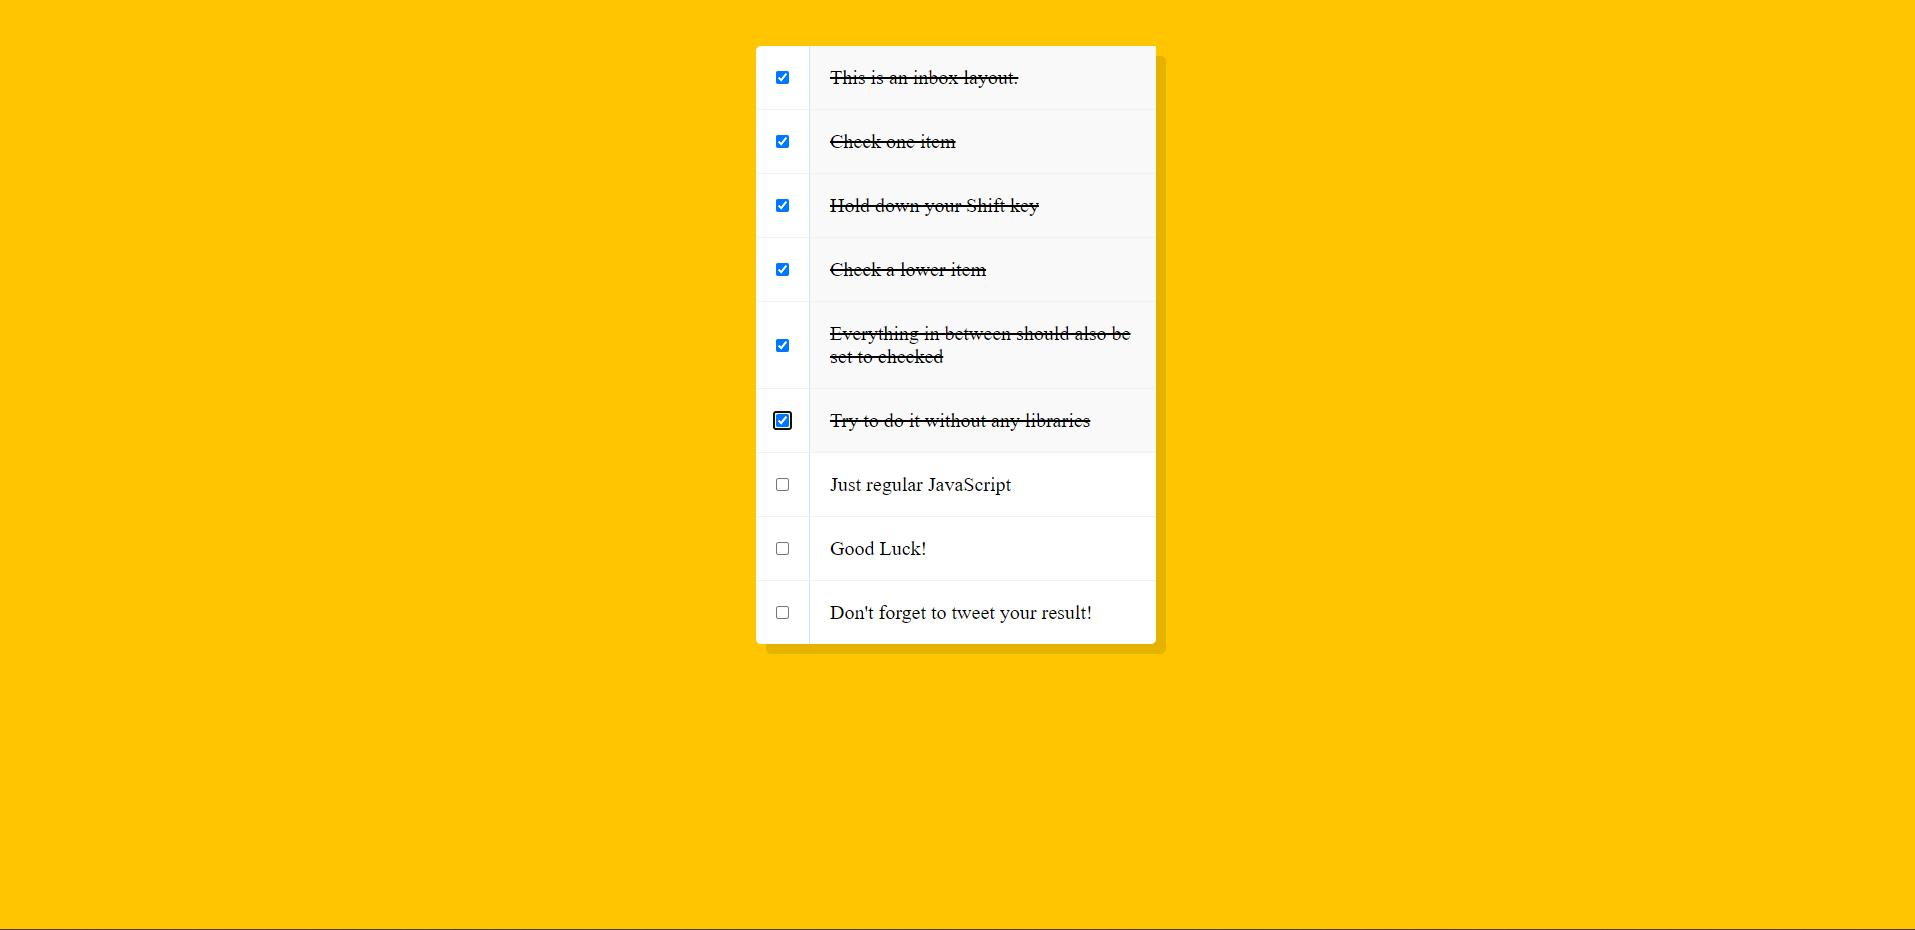 This is an inbox layout.
Check one item
Hold down your Shift key
Check a lower item
Everything in between should also be
set to checked
Try to do it without any libraries
Just regular JavaScript
Good Luck!
Don't forget to tweet your result!